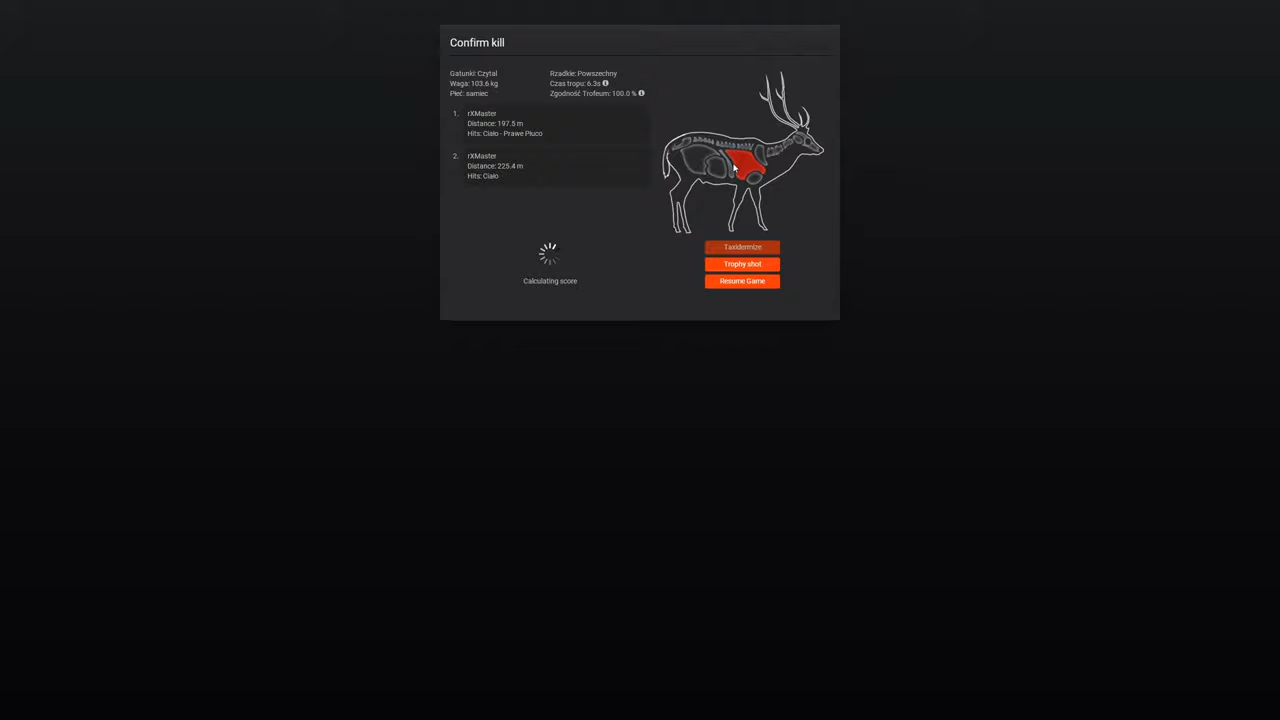 Confirm kill
Gatunki: Czytal
Rzadkie: Powszechny
Waga: 103.6 kg
Czas tropu: 6.3s
Płeć: samiec
Zgodność Trofeum: 100.0 %
1. rXMaster
Distance: 197.5 m
Hits: Ciało - Prawe Płuco
2. rXMaster
Distance: 225.4 m
Hits: Ciało
Taxidermize
Trophy shot
Calculating score
Resume Game